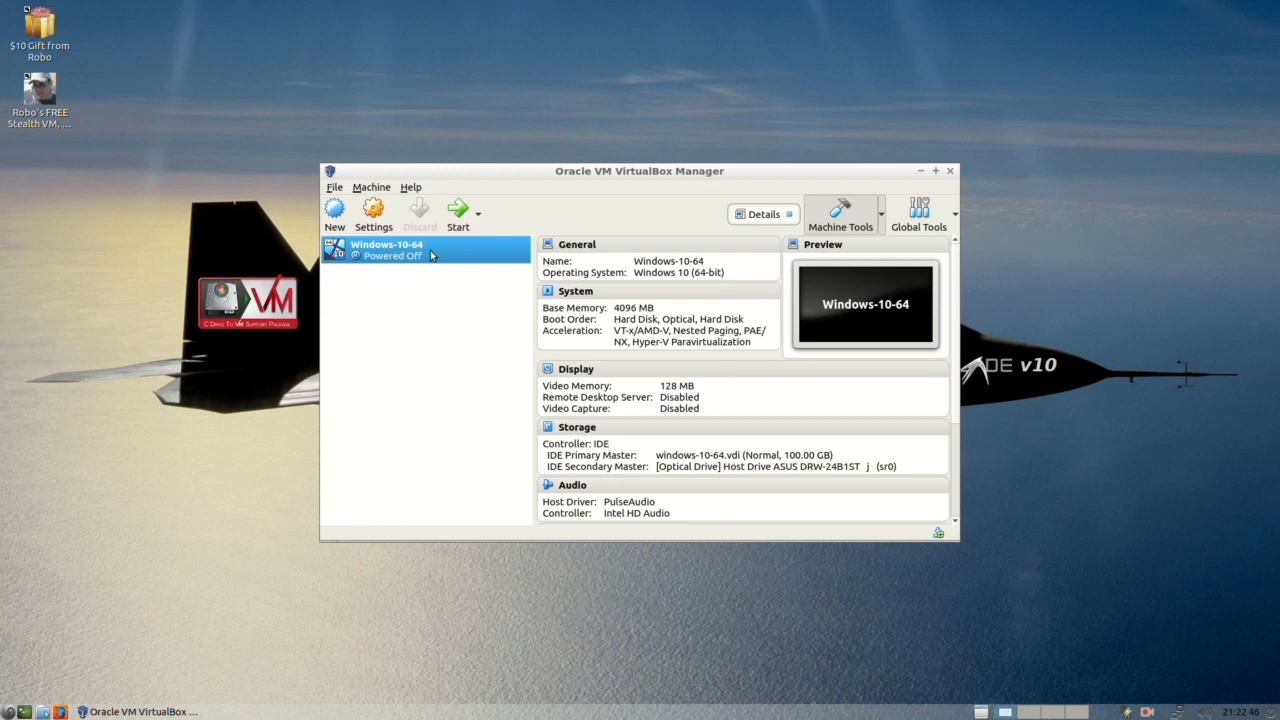 $10 Gift from
Robo
Robo's FREE
Stealth VM, ...
Oracle VM VirtualBox Manager
File Machine Help
New Settings Discard Start
Details
Machine Tools
Global Tools
Windows-10-64
Powered Off
General
Name: Windows-10-64
Operating System: Windows 10 (64-bit)
System
Base Memory: 4096 MB
Boot Order: Hard Disk, Optical, Hard Disk
Acceleration: VT-x/AMD-V, Nested Paging, PAE/
NX, Hyper-V Paravirtualization
Preview
Windows-10-64
Display
Video Memory: 128 MB
Remote Desktop Server: Disabled
Video Capture: Disabled
Storage
Controller: IDE
IDE Primary Master: windows-10-64.vdi (Normal, 100.00 GB)
IDE Secondary Master: [Optical Drive] Host Drive ASUS DRW-24B1ST j (sr0)
Audio
Host Driver: PulseAudio
Controller: Intel HD Audio
VM
C Drive To VM Support Package
DE v10
Oracle VM VirtualBox ...
21:22:46